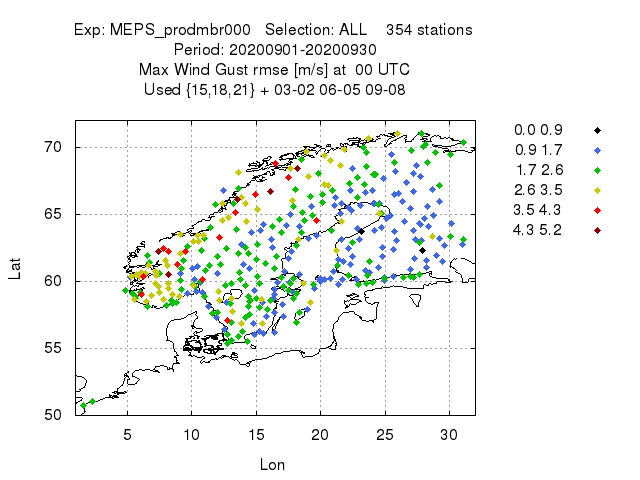 Exp: MEPS_prodmbr000 Selection: ALL 354 stations
Period: 20200901-20200930
Max Wind Gust rmse [m/s] at 00 UTC
Used {15,18,21} + 03-02 06-05 09-08
70
65
60
55
50
Lat
5 10 15 20 25 30
Lon
0.0 0.9
0.9 1.7
1.7 2.6
2.6 3.5
3.5 4.3
4.3 5.2